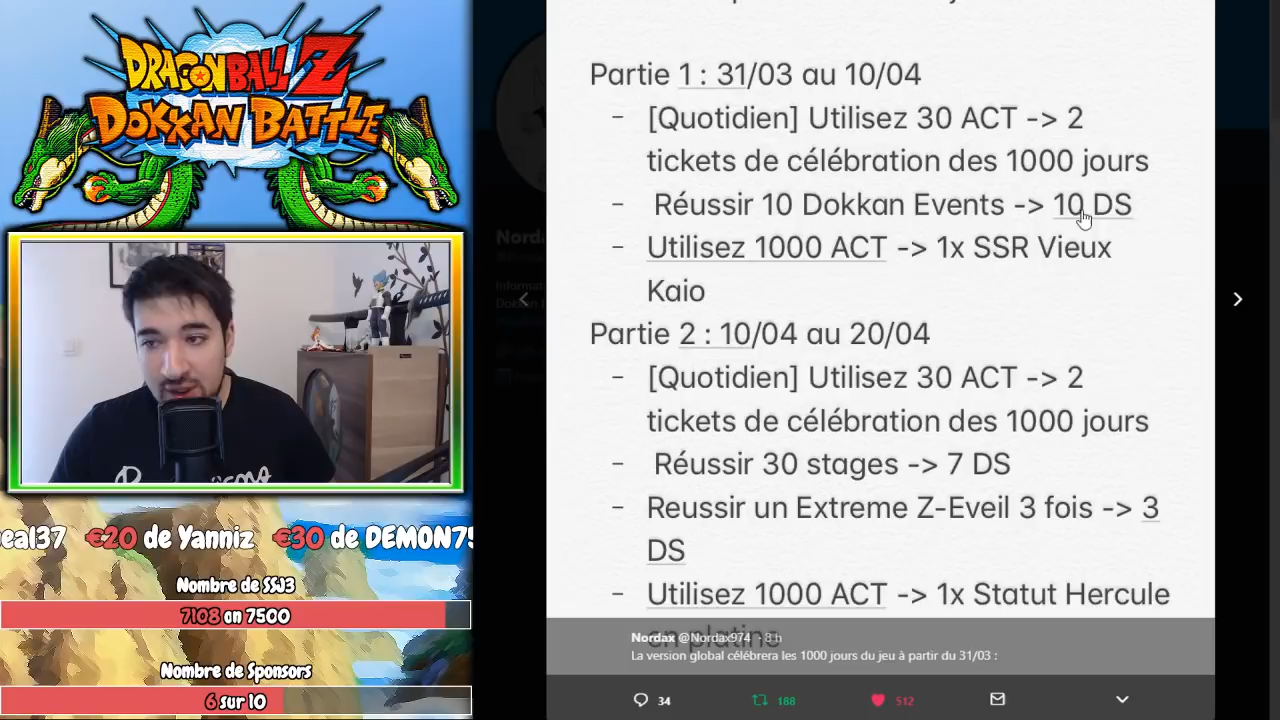 DRAGONBALL Z
DOKKAN BATTLE
Partie 1 : 31/03 au 10/04
- [Quotidien] Utilisez 30 ACT -> 2
tickets de célébration des 1000 jours
- Réussir 10 Dokkan Events -> 10 DS
- Utilisez 1000 ACT -> 1x SSR Vieux
Kaio
Partie 2 : 10/04 au 20/04
- [Quotidien] Utilisez 30 ACT -> 2
tickets de célébration des 1000 jours
- Réussir 30 stages -> 7 DS
- Reussir un Extreme Z-Eveil 3 fois -> 3
DS
- Utilisez 1000 ACT -> 1x Statut Hercule
en platine
Nordax @Nordax974 · 8 h
La version global célébrera les 1000 jours du jeu à partir du 31/03 :
34 188 512
eal37 €20 de Yanniz €30 de DEMON75
Nombre de SSJ3
7108 an 7500
Nombre de Sponsors
6 sur 10